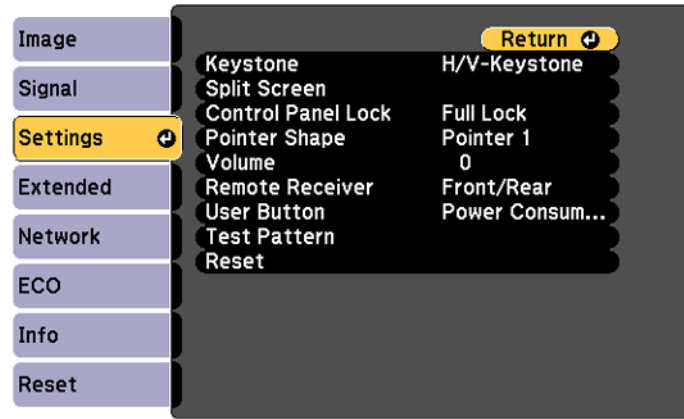 Image
Signal
Settings
Extended
Network
ECO
Info
Reset
Return
Keystone H/V-Keystone
Split Screen
Control Panel Lock Full Lock
Pointer Shape Pointer 1
Volume 0
Remote Receiver Front/Rear
User Button Power Consum...
Test Pattern
Reset